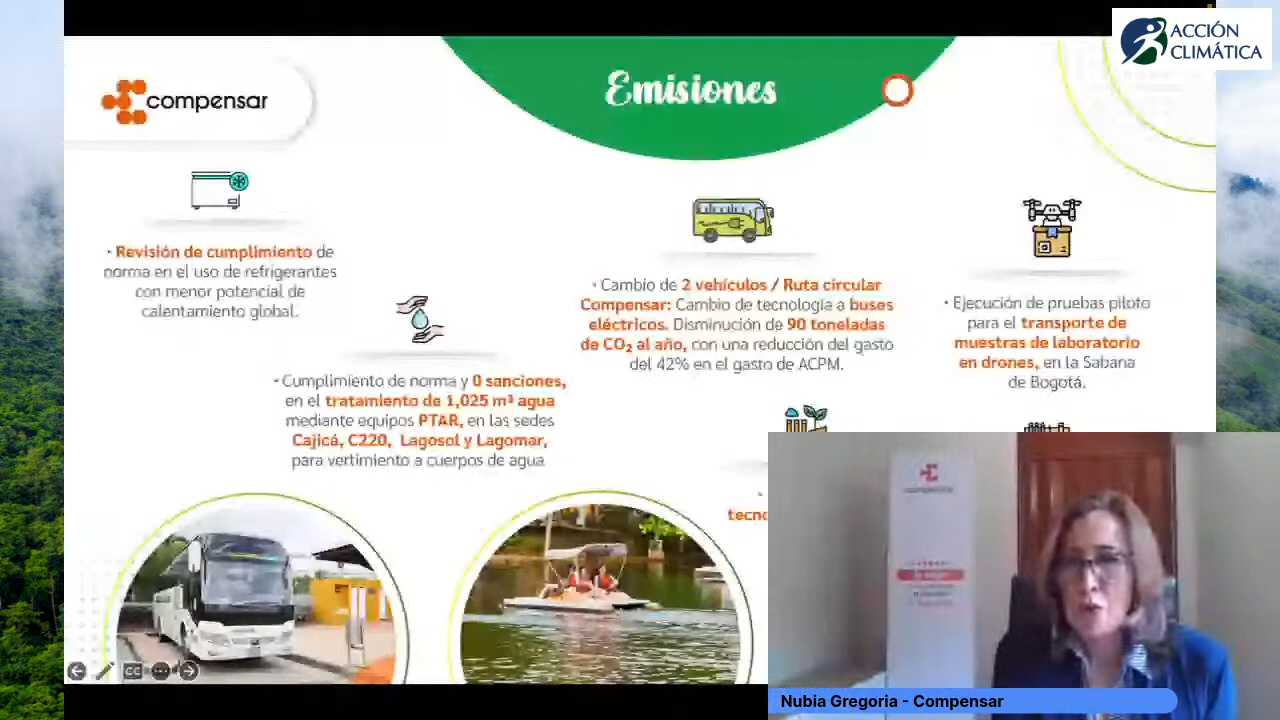 ACCIÓN
CLIMÁTICA
compensar
Emisiones
· Revisión de cumplimiento de
norma en el uso de refrigerantes
con menor potencial de
calentamiento global.
· Cumplimiento de norma y 0 sanciones,
en el tratamiento de 1,025 m³ agua
mediante equipos PTAR, en las sedes
Cajicá, C220, Lagosol y Lagomar,
para vertimiento a cuerpos de agua
· Cambio de 2 vehículos / Ruta circular
Compensar: Cambio de tecnología a buses
eléctricos. Disminución de 90 toneladas
de CO₂ al año, con una reducción del gasto
del 42% en el gasto de ACPM.
· Ejecución de pruebas piloto
para el transporte de
muestras de laboratorio
en drones, en la Sabana
de Bogotá.
CC
Nubia Gregoria - Compensar